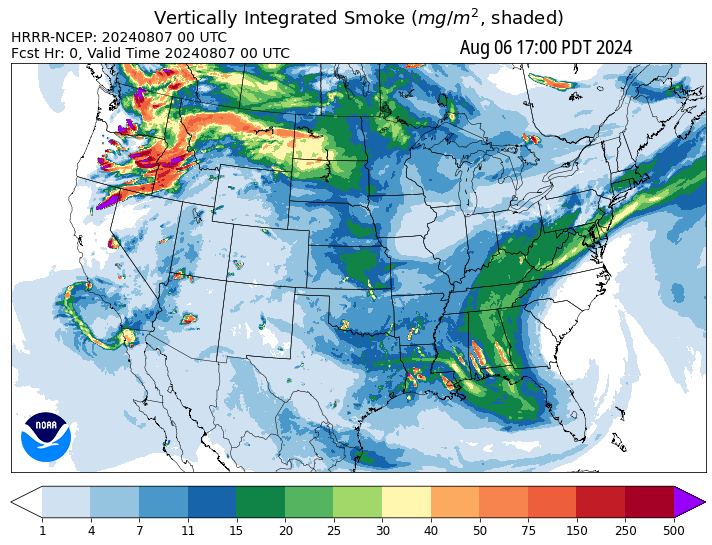 Vertically Integrated Smoke (mg/m², shaded)
HRRR-NCEP: 20240807 00 UTC
Fcst Hr: 0, Valid Time 20240807 00 UTC
Aug 06 17:00 PDT 2024
NOAA
1 4 7 11 15 20 25 30 40 50 75 150 250 500